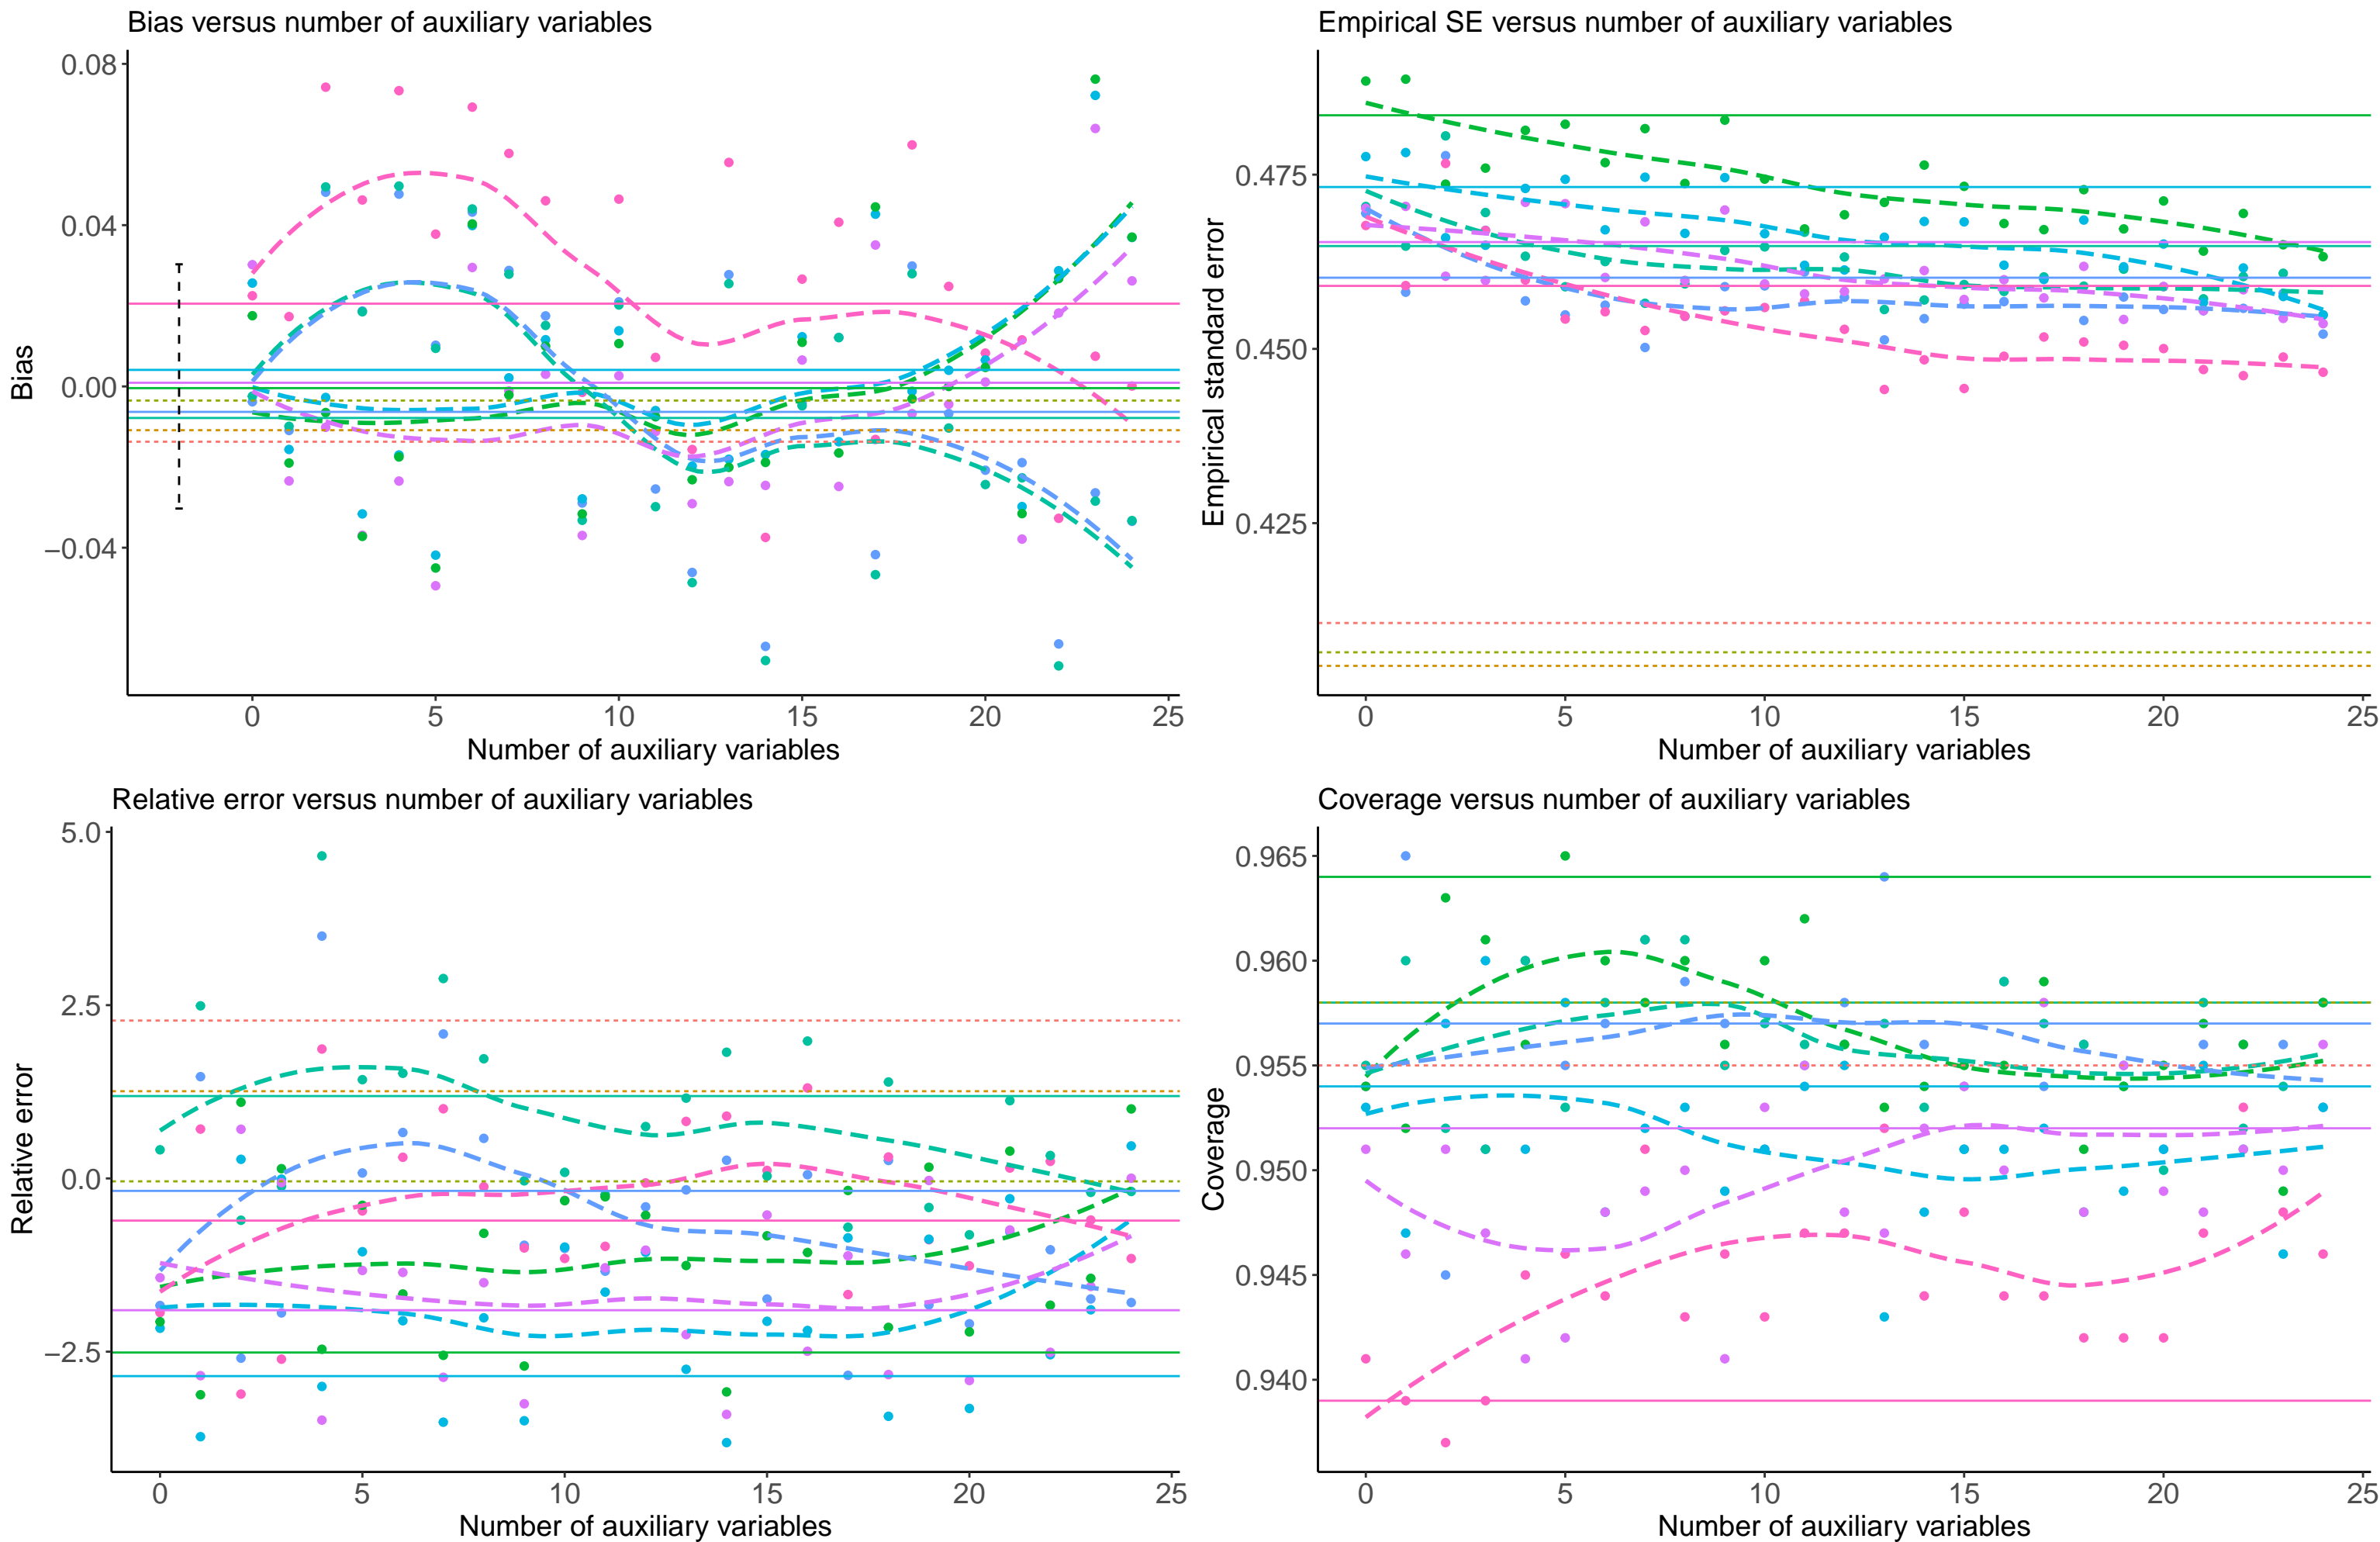 Bias versus number of auxiliary variables
0.08
0.04
0.00
−0.04
Bias
0 5 10 15 20 25
Number of auxiliary variables
Empirical SE versus number of auxiliary variables
0.475
0.450
0.425
Empirical standard error
0 5 10 15 20 25
Number of auxiliary variables
Relative error versus number of auxiliary variables
5.0
2.5
0.0
−2.5
Relative error
0 5 10 15 20 25
Number of auxiliary variables
Coverage versus number of auxiliary variables
0.965
0.960
0.955
0.950
0.945
0.940
Coverage
0 5 10 15 20 25
Number of auxiliary variables